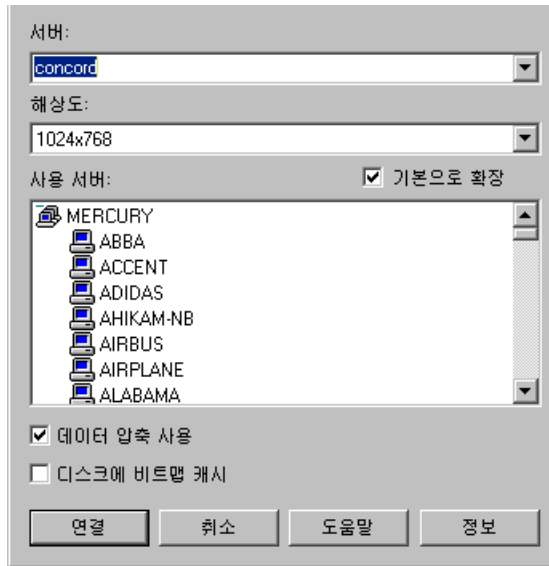 서버:
concord
해상도:
1024x768
사용 서버: 기본으로 확장
MERCURY
ABBA
ACCENT
ADIDAS
AHIKAM-NB
AIRBUS
AIRPLANE
ALABAMA
데이터 압축 사용
디스크에 비트맵 캐시
연결 취소 도움말 정보